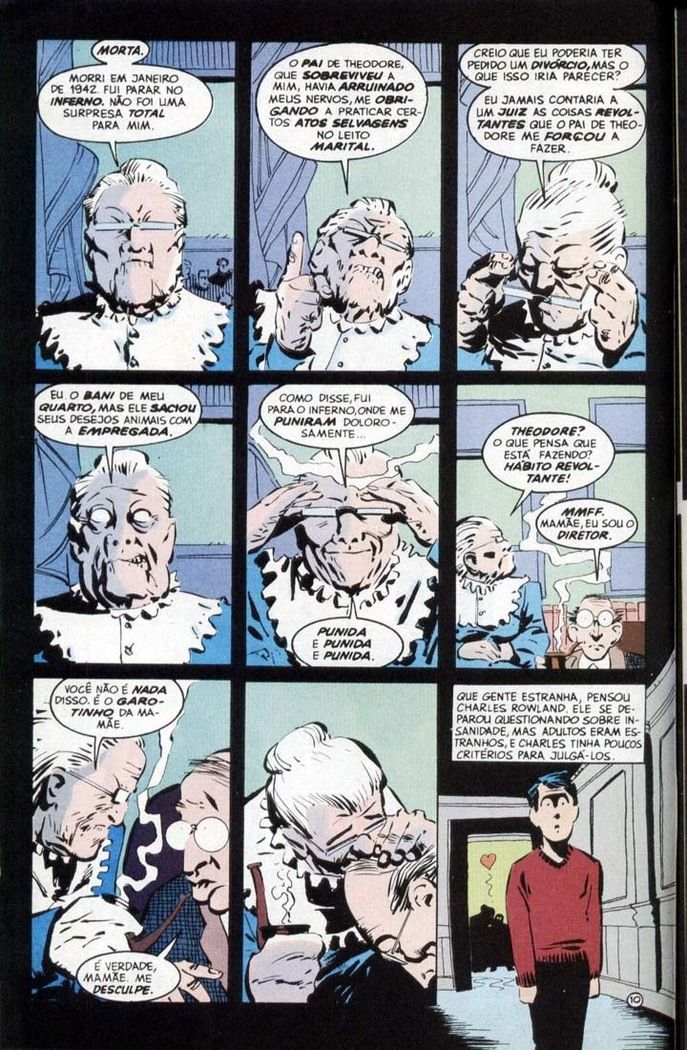 MORTA.
MORRI EM JANEIRO
DE 1942. FUI PARAR NO
INFERNO. NÃO FOI UMA
SURPRESA TOTAL
PARA MIM.
O PAI DE THEODORE,
QUE SOBREVIVEU A
MIM, HAVIA ARRUINADO
MEUS NERVOS, ME OBRI-
GANDO A PRATICAR CER-
TOS ATOS SELVAGENS
NO LEITO
MARITAL.
CREIO QUE EU PODERIA TER
PEDIDO UM DIVÓRCIO, MAS O
QUE ISSO IRIA PARECER?
EU JAMAIS CONTARIA A
UM JUIZ AS COISAS REVOL-
TANTES QUE O PAI DE THEO-
DORE ME FORÇOU A
FAZER.
EU O BANI DE MEU
QUARTO, MAS ELE SACIOU
SEUS DESEJOS ANIMAIS COM
A EMPREGADA.
COMO DISSE, FUI
PARA O INFERNO, ONDE ME
PUNIRAM DOLORO-
SAMENTE...
PUNIDA
E PUNIDA
E PUNIDA.
THEODORE?
O QUE PENSA QUE
ESTÁ FAZENDO?
HÁBITO REVOL-
TANTE!
MMFF.
MAMÃE, EU SOU O
DIRETOR.
VOCÊ NÃO É NADA
DISSO. É O GARO-
TINHO DA MA-
MÃE.
É VERDADE,
MAMÃE. ME
DESCULPE.
QUE GENTE ESTRANHA, PENSOU
CHARLES ROWLAND. ELE SE DE-
PAROU QUESTIONANDO SOBRE IN-
SANIDADE, MAS ADULTOS ERAM ES-
TRANHOS, E CHARLES TINHA POUCOS
CRITÉRIOS PARA JULGÁ-LOS.
10